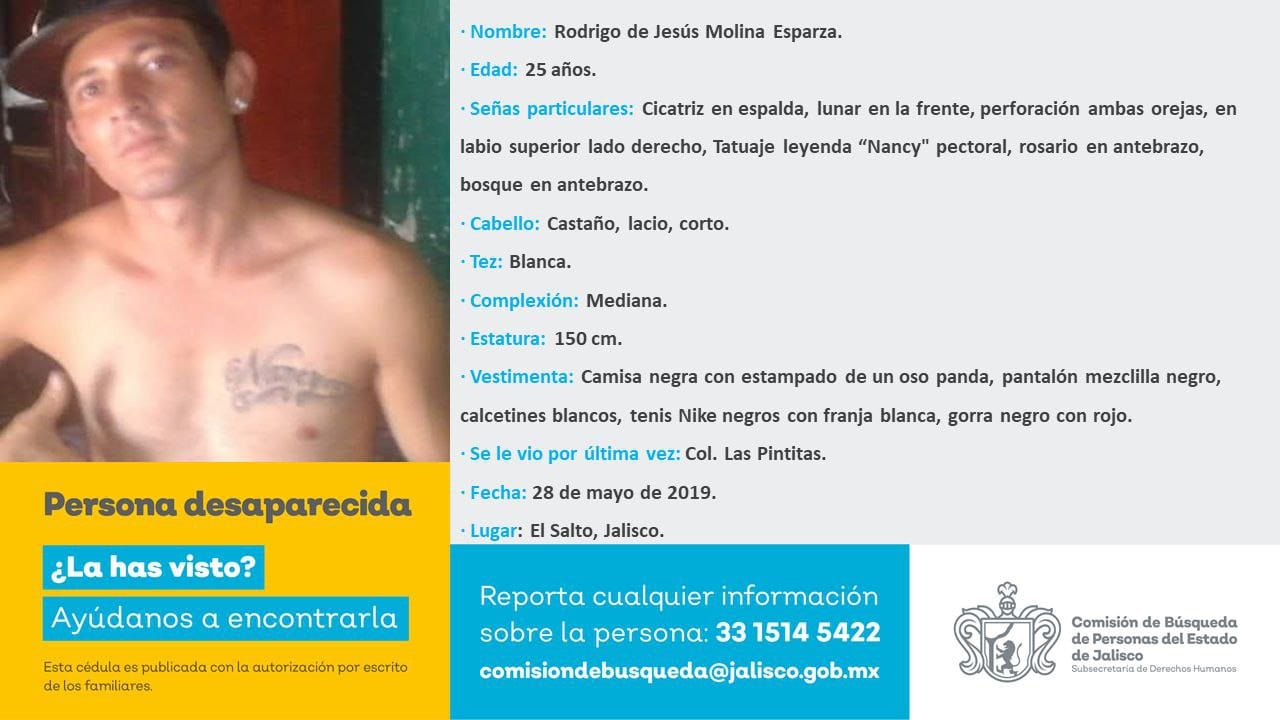 · Nombre: Rodrigo de Jesús Molina Esparza.
· Edad: 25 años.
· Señas particulares: Cicatriz en espalda, lunar en la frente, perforación ambas orejas, en
labio superior lado derecho, Tatuaje leyenda “Nancy" pectoral, rosario en antebrazo,
bosque en antebrazo.
· Cabello: Castaño, lacio, corto.
· Tez: Blanca.
· Complexión: Mediana.
· Estatura: 150 cm.
· Vestimenta: Camisa negra con estampado de un oso panda, pantalón mezclilla negro,
calcetines blancos, tenis Nike negros con franja blanca, gorra negro con rojo.
· Se le vio por última vez: Col. Las Pintitas.
· Fecha: 28 de mayo de 2019.
· Lugar: El Salto, Jalisco.
Nancy
Persona desaparecida
¿La has visto?
Ayúdanos a encontrarla
Esta cédula es publicada con la autorización por escrito
de los familiares.
Reporta cualquier información
sobre la persona: 33 1514 5422
comisiondebusqueda@jalisco.gob.mx
Comisión de Búsqueda
de Personas del Estado
de Jalisco
Subsecretaría de Derechos Humanos